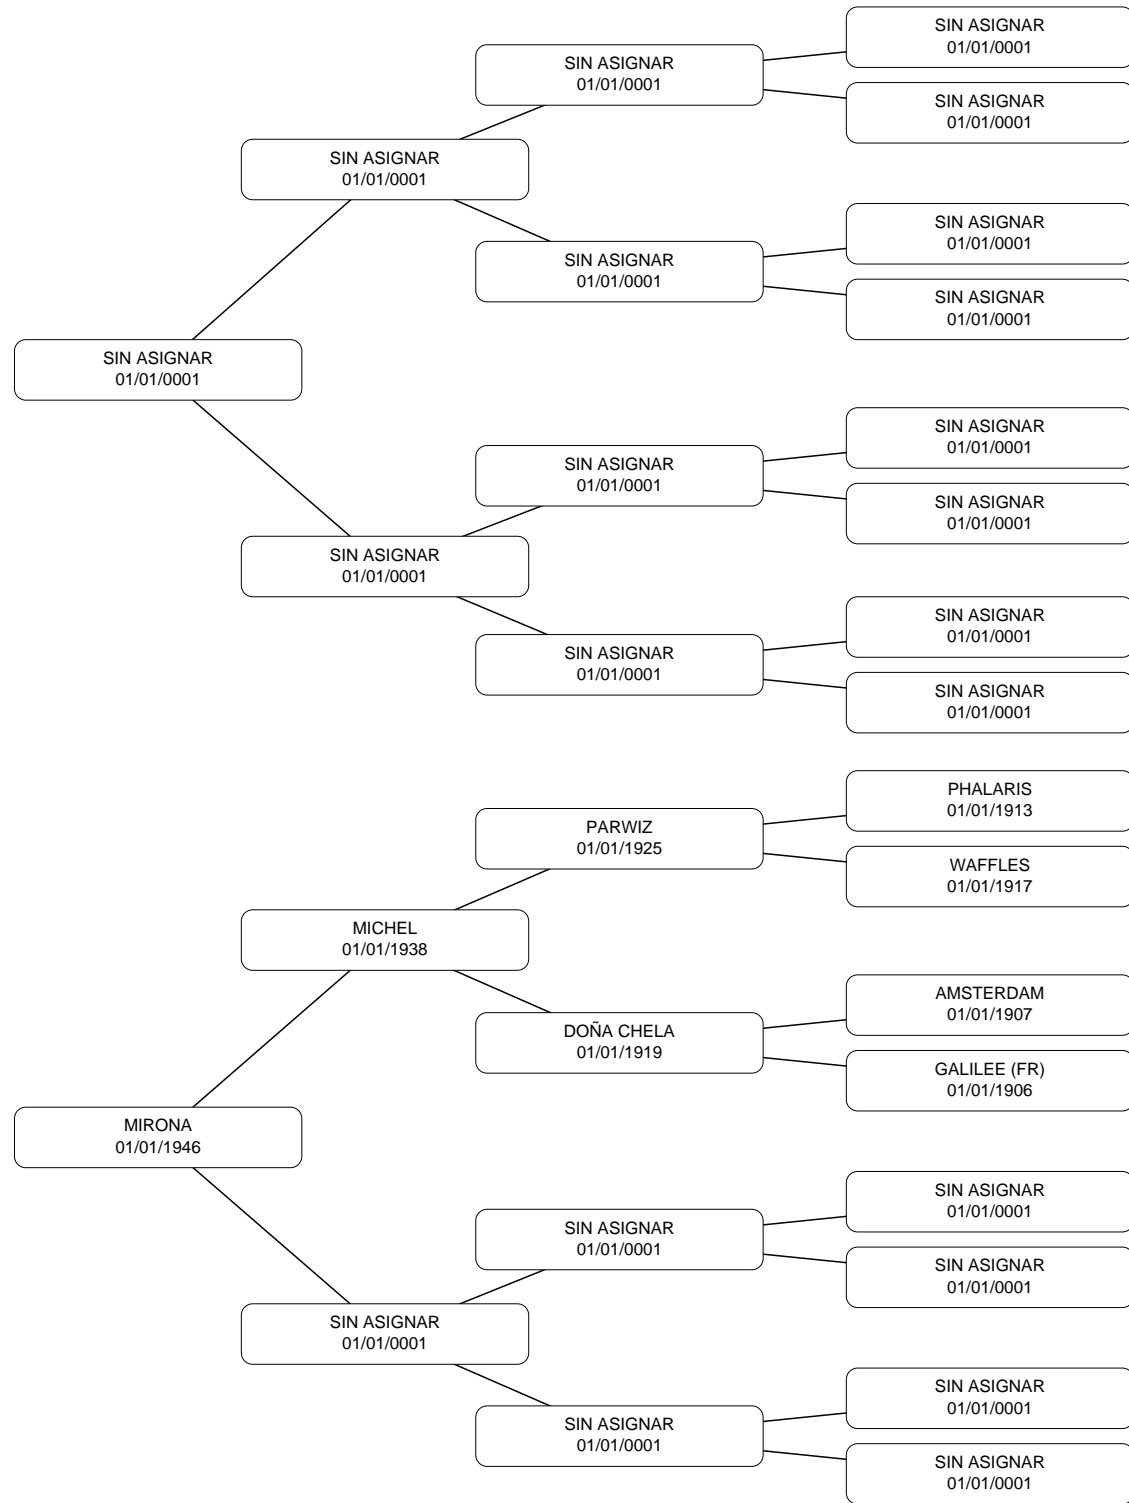 SIN ASIGNAR
01/01/0001
SIN ASIGNAR
01/01/0001
SIN ASIGNAR
01/01/0001
SIN ASIGNAR
01/01/0001
SIN ASIGNAR
01/01/0001
SIN ASIGNAR
01/01/0001
SIN ASIGNAR
01/01/0001
SIN ASIGNAR
01/01/0001
SIN ASIGNAR
01/01/0001
SIN ASIGNAR
01/01/0001
SIN ASIGNAR
01/01/0001
SIN ASIGNAR
01/01/0001
SIN ASIGNAR
01/01/0001
SIN ASIGNAR
01/01/0001
SIN ASIGNAR
01/01/0001
PHALARIS
01/01/1913
PARWIZ
01/01/1925
WAFFLES
01/01/1917
MICHEL
01/01/1938
AMSTERDAM
01/01/1907
DOÑA CHELA
01/01/1919
GALILEE (FR)
01/01/1906
MIRONA
01/01/1946
SIN ASIGNAR
01/01/0001
SIN ASIGNAR
01/01/0001
SIN ASIGNAR
01/01/0001
SIN ASIGNAR
01/01/0001
SIN ASIGNAR
01/01/0001
SIN ASIGNAR
01/01/0001
SIN ASIGNAR
01/01/0001